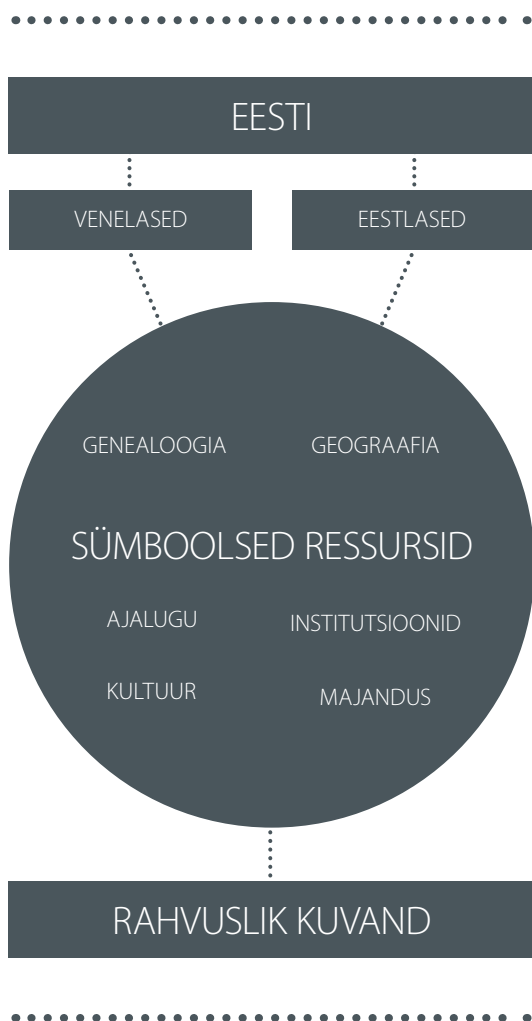 EESTI
VENELASED
EESTLASED
GENEALOOGIA
GEOGRAAFIA
SÜMBOOLSED RESSURSID
AJALUGU
INSTITUTSIOONID
KULTUUR
MAJANDUS
RAHVUSLIK KUVAND